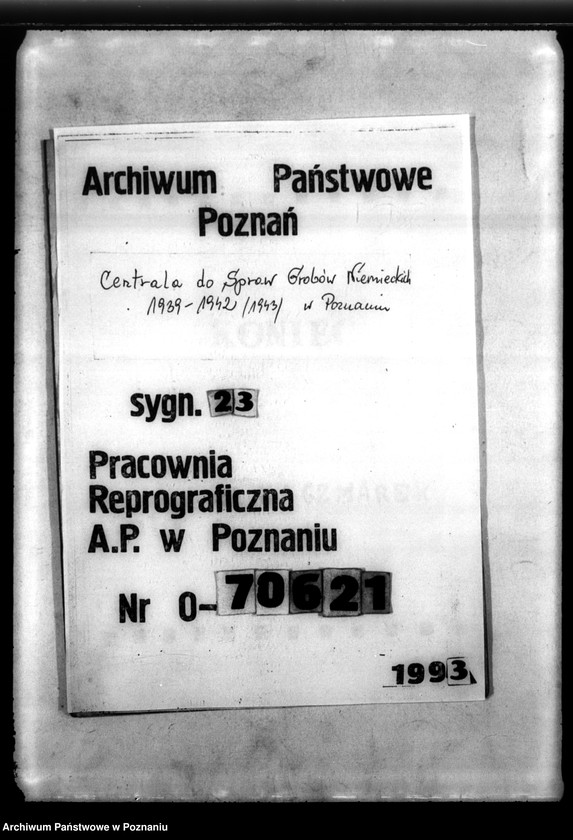 Archiwum Państwowe
Poznań
Centrala do Spraw Grobów Niemieckich
1939-1942 /1943/ w Poznaniu
sygn. 23
Pracownia
Reprograficzna
A.P. w Poznaniu
Nr 0-70621
1993
Archiwum Państwowe w Poznaniu